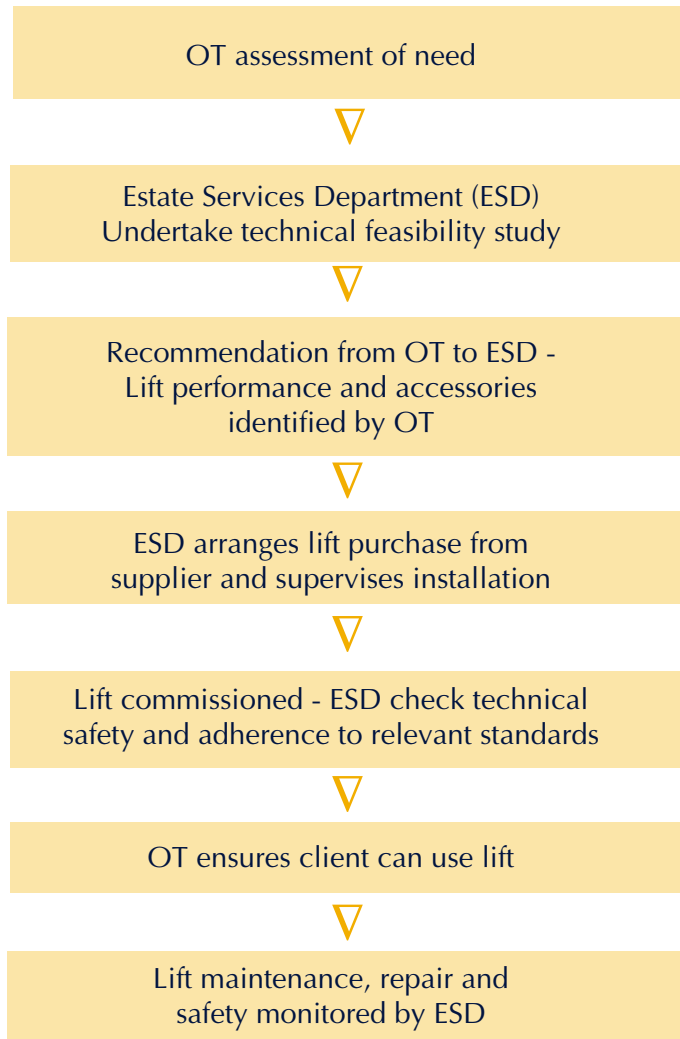 OT assessment of need
Estate Services Department (ESD)
Undertake technical feasibility study
Recommendation from OT to ESD -
Lift performance and accessories
identified by OT
ESD arranges lift purchase from
supplier and supervises installation
Lift commissioned - ESD check technical
safety and adherence to relevant standards
OT ensures client can use lift
Lift maintenance, repair and
safety monitored by ESD